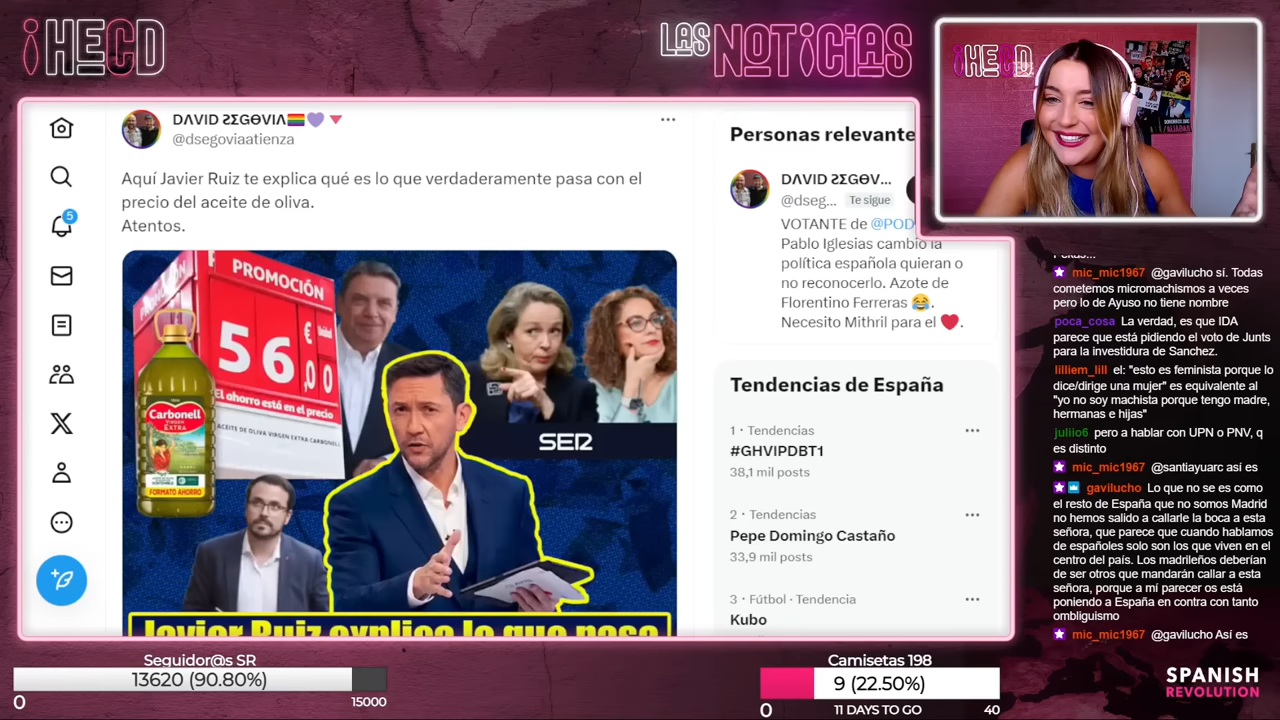 ¡HECD
LAS NOTICIAS
HECD
DΛVID ƧΣGѲVIΛ
@dsegoviaatienza
Aquí Javier Ruiz te explica qué es lo que verdaderamente pasa con el
precio del aceite de oliva.
Atentos.
PROMOCIÓN
56
€
Unidad
,00
El ahorro está en el precio
ACEITE DE OLIVA VIRGEN EXTRA CARBONELL
Carbonell
VIRGEN
EXTRA
FORMATO AHORRO
SER
Javier Ruiz explica lo que pasa
Personas relevante
DΛVID ƧΣGѲV...
@dseg... Te sigue
VOTANTE de @POD
Pablo Iglesias cambió la
política española quieran o
no reconocerlo. Azote de
Florentino Ferreras 😂.
Necesito Mithril para el ❤️.
Tendencias de España
1 · Tendencias
#GHVIPDBT1
38,1 mil posts
2 · Tendencias
Pepe Domingo Castaño
33,9 mil posts
3 · Fútbol · Tendencia
Kubo
5
mic_mic1967 @gavilucho sí. Todas
cometemos micromachismos a veces
pero lo de Ayuso no tiene nombre
poca_cosa La verdad, es que IDA
parece que está pidiendo el voto de Junts
para la investidura de Sanchez.
lilliem_lill el: "esto es feminista porque lo
dice/dirige una mujer" es equivalente al
"yo no soy machista porque tengo madre,
hermanas e hijas"
juliio6 pero a hablar con UPN o PNV, q
es distinto
mic_mic1967 @santiayuarc así es
gavilucho Lo que no se es como
el resto de España que no somos Madrid
no hemos salido a callarle la boca a esta
señora, que parece que cuando hablamos
de españoles solo son los que viven en el
centro del país. Los madrileños deberían
de ser otros que mandarán callar a esta
señora, porque a mí parecer os está
poniendo a España en contra con tanto
ombliguismo
mic_mic1967 @gavilucho Así es
Seguidor@s SR
13620 (90.80%)
0
15000
Camisetas 198
9 (22.50%)
0
11 DAYS TO GO
40
SPANISH
REVOLUTION